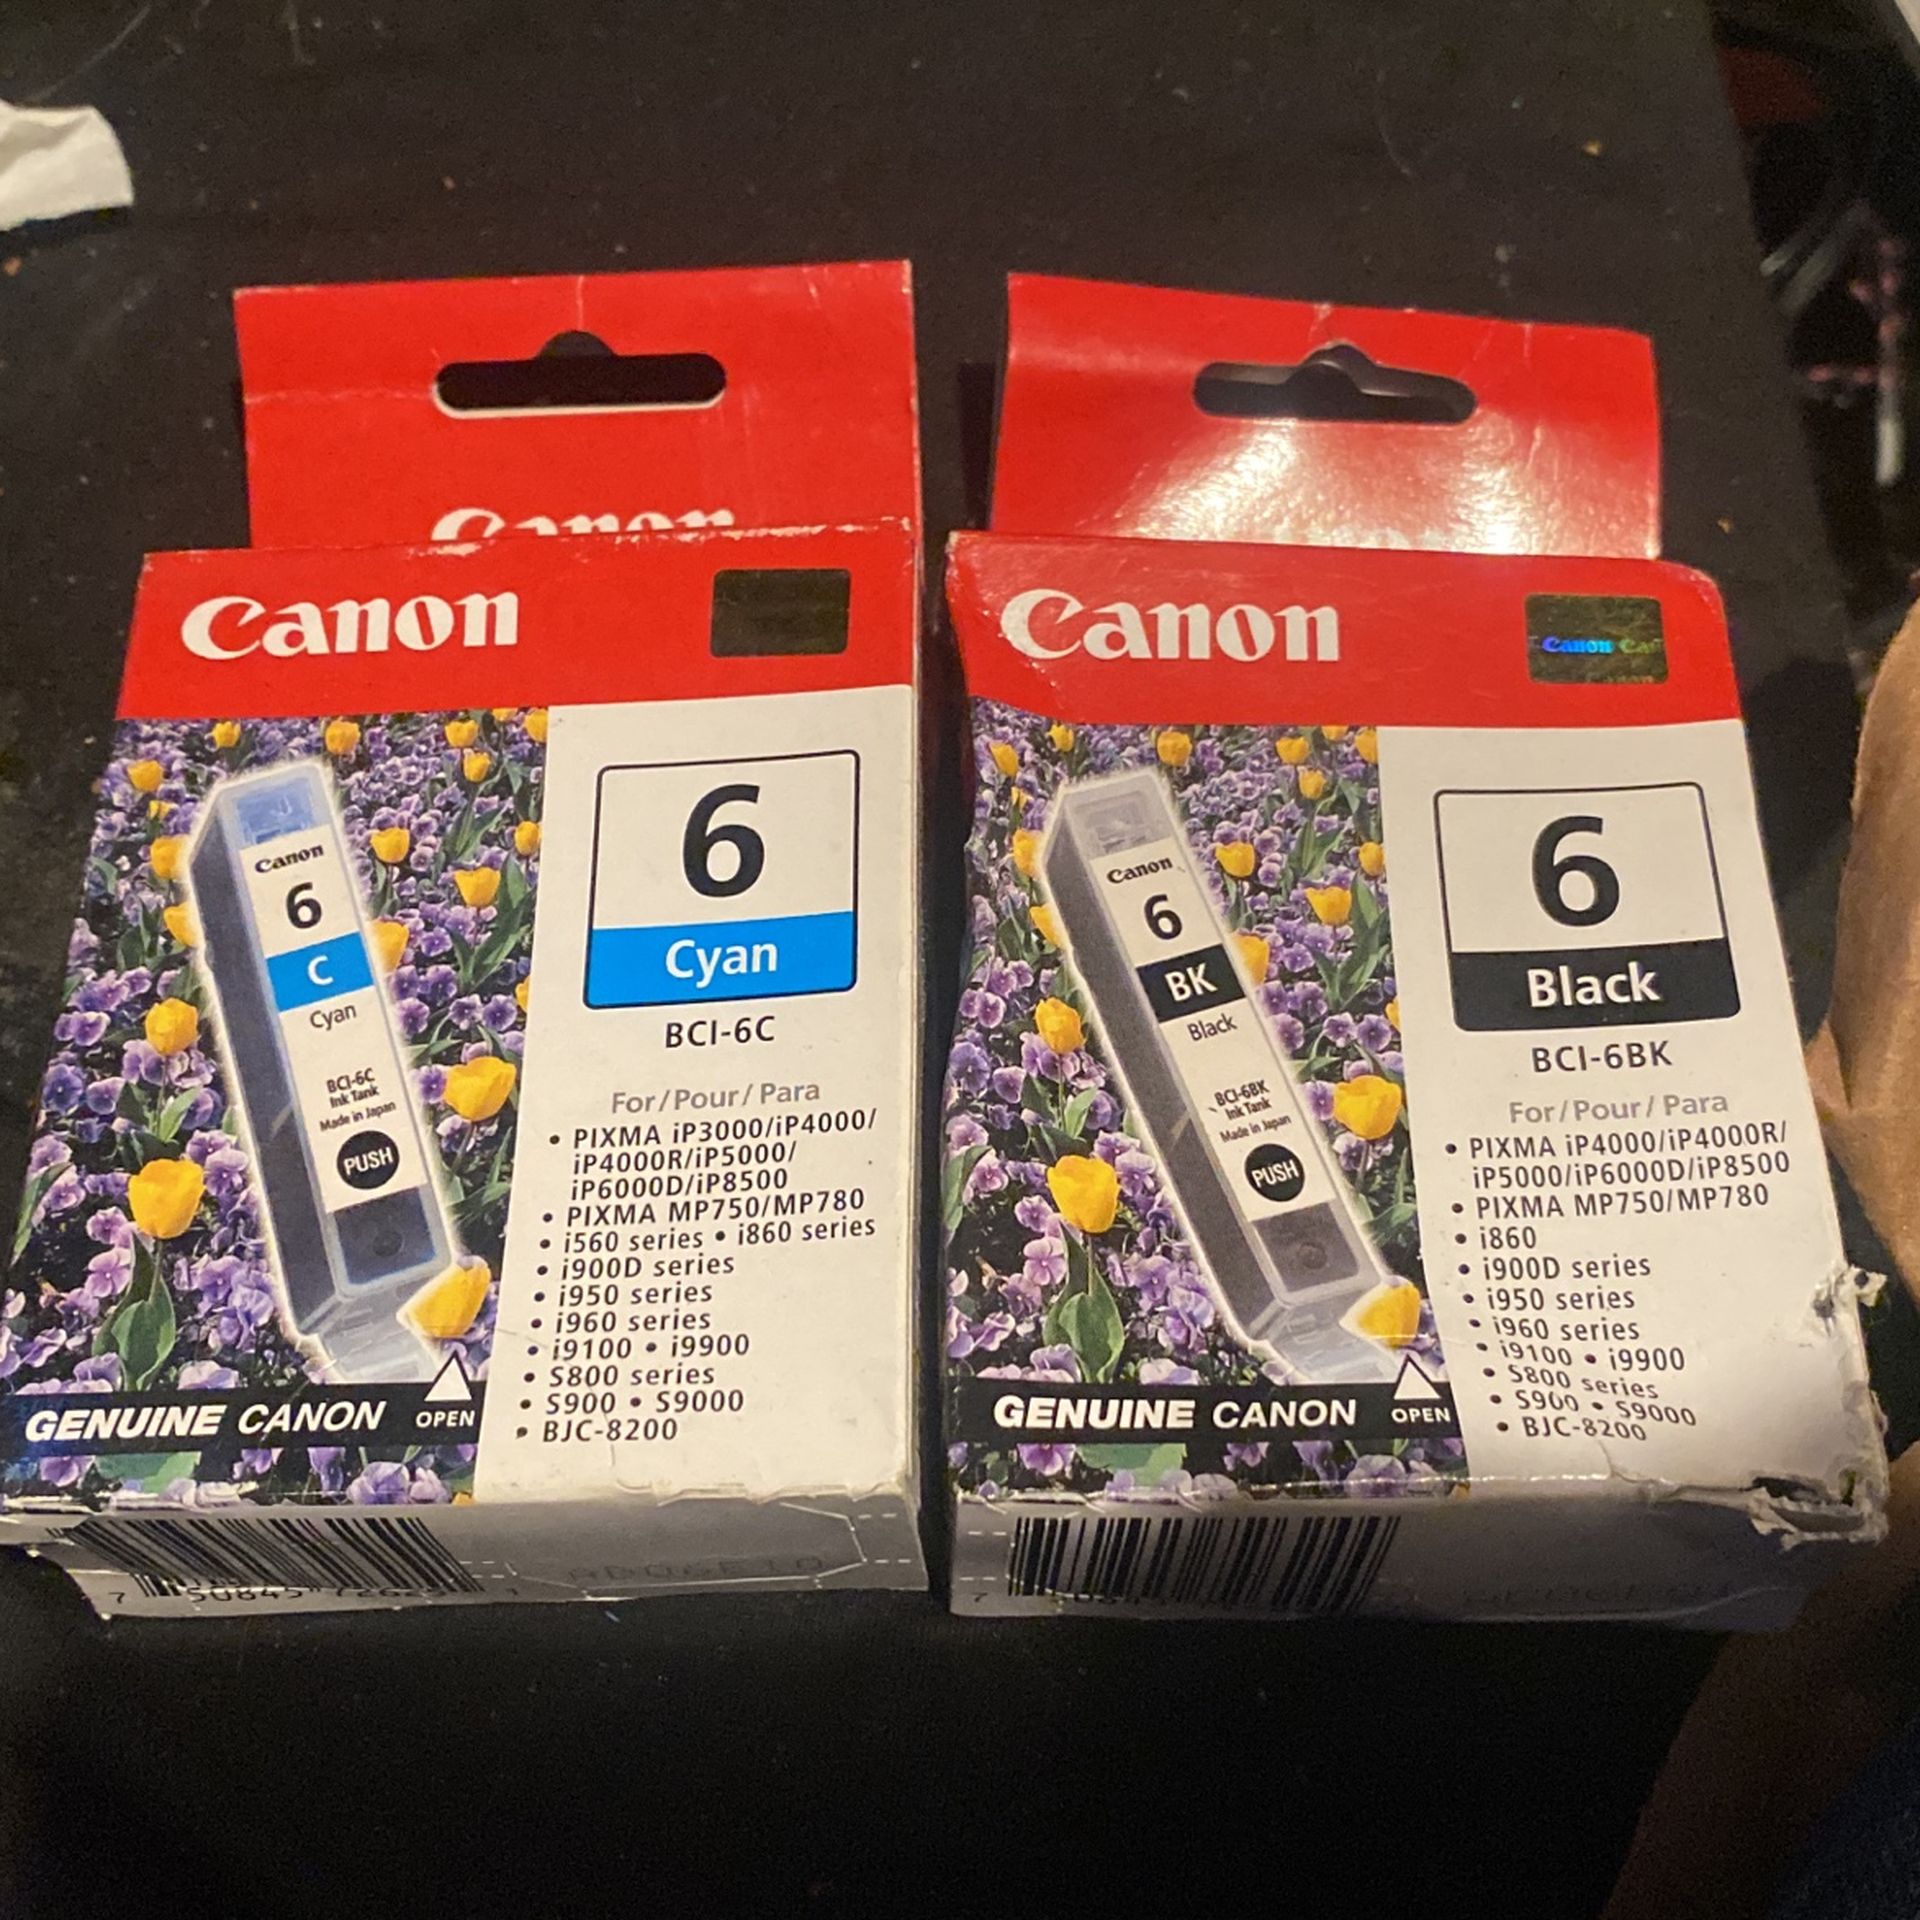 Canon
Canon
6
Cyan
BCI-6C
For/Pour/Para
• PIXMA iP3000/iP4000/
iP4000R/iP5000/
iP6000D/iP8500
• PIXMA MP750/MP780
• i560 series • i860 series
• i900D series
• i950 series
• i960 series
• i9100 • i9900
• S800 series
• S900 • S9000
• BJC-8200
Canon
6
C
Cyan
BCI-6C
Ink Tank
Made in Japan
PUSH
GENUINE CANON
OPEN
Canon
Canon
6
Black
BCI-6BK
For/Pour/Para
• PIXMA iP4000/iP4000R/
iP5000/iP6000D/iP8500
• PIXMA MP750/MP780
• i860
• i900D series
• i950 series
• i960 series
• i9100 • i9900
• S800 series
• S900 • S9000
• BJC-8200
Canon
6
BK
Black
BCI-6BK
Ink Tank
Made in Japan
PUSH
GENUINE CANON
OPEN